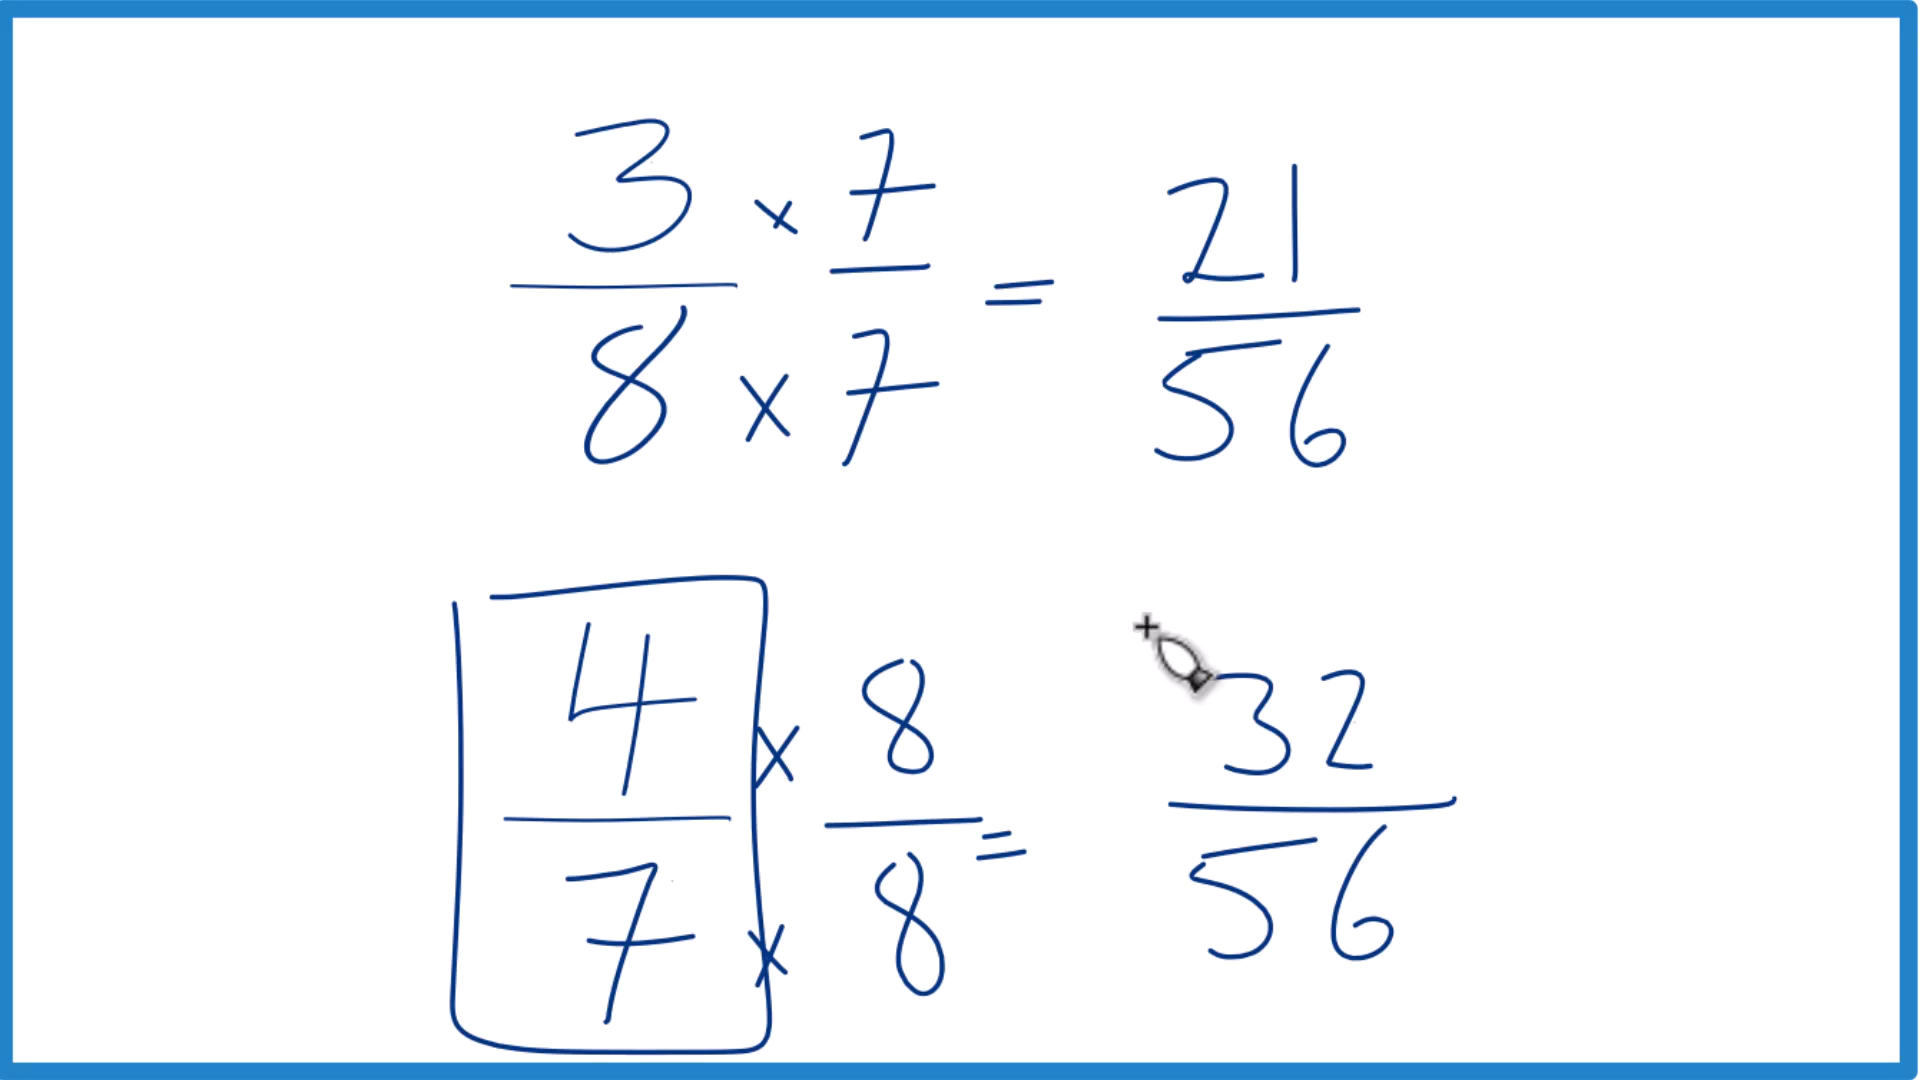 3 × 7 = 21
8 × 7 56
4 × 8 = 32
7 × 8 56